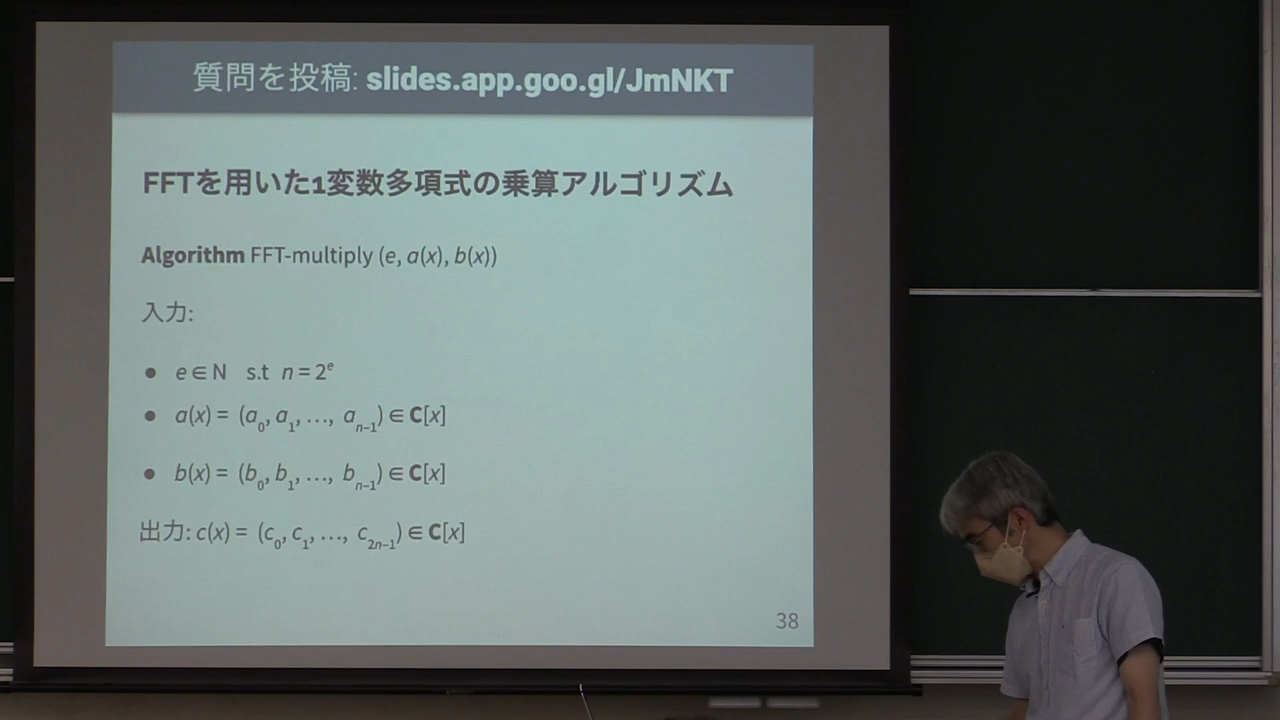 質問を投稿: slides.app.goo.gl/JmNKT
FFTを用いた1変数多項式の乗算アルゴリズム
Algorithm FFT-multiply (e, a(x), b(x))
入力:
● e ∈ N s.t n = 2^e
● a(x) = (a_0, a_1, …, a_{n−1}) ∈ C[x]
● b(x) = (b_0, b_1, …, b_{n−1}) ∈ C[x]
出力: c(x) = (c_0, c_1, …, c_{2n−1}) ∈ C[x]
38